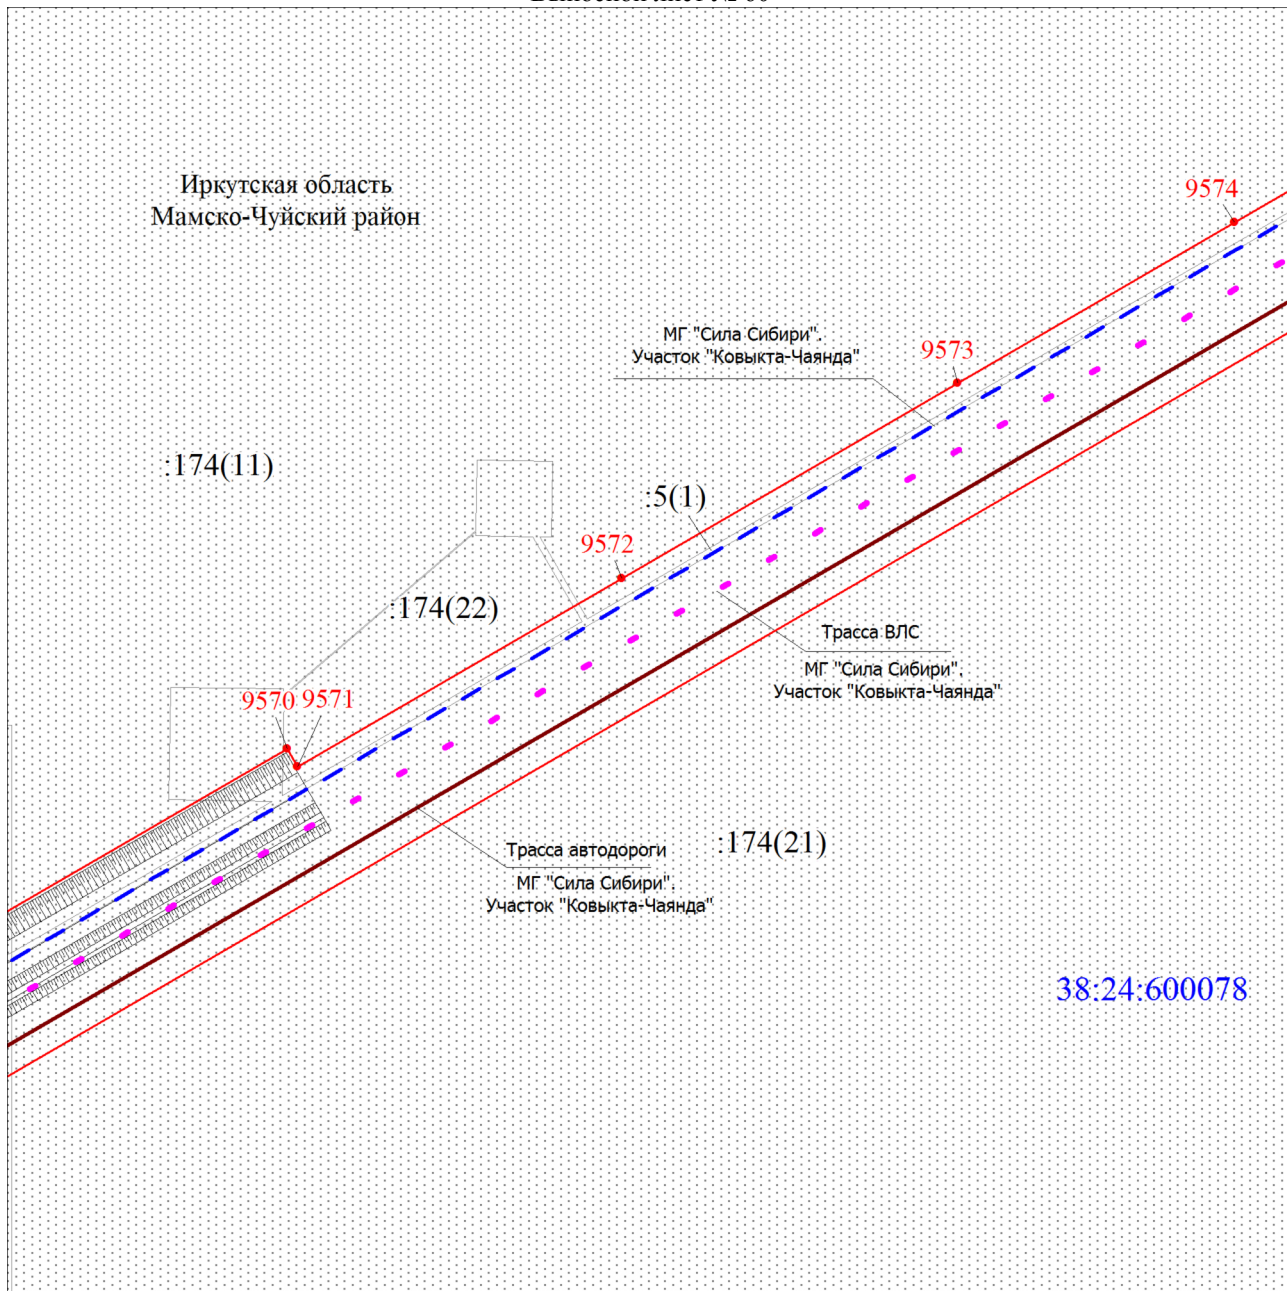 Иркутская область
Мамско-Чуйский район
9574
МГ "Сила Сибири".
Участок "Ковыкта-Чаянда"
9573
:174(11)
:5(1)
9572
:174(22)
Трасса ВЛС
МГ "Сила Сибири".
Участок "Ковыкта-Чаянда"
9570 9571
:174(21)
Трасса автодороги
МГ "Сила Сибири".
Участок "Ковыкта-Чаянда"
38:24:600078